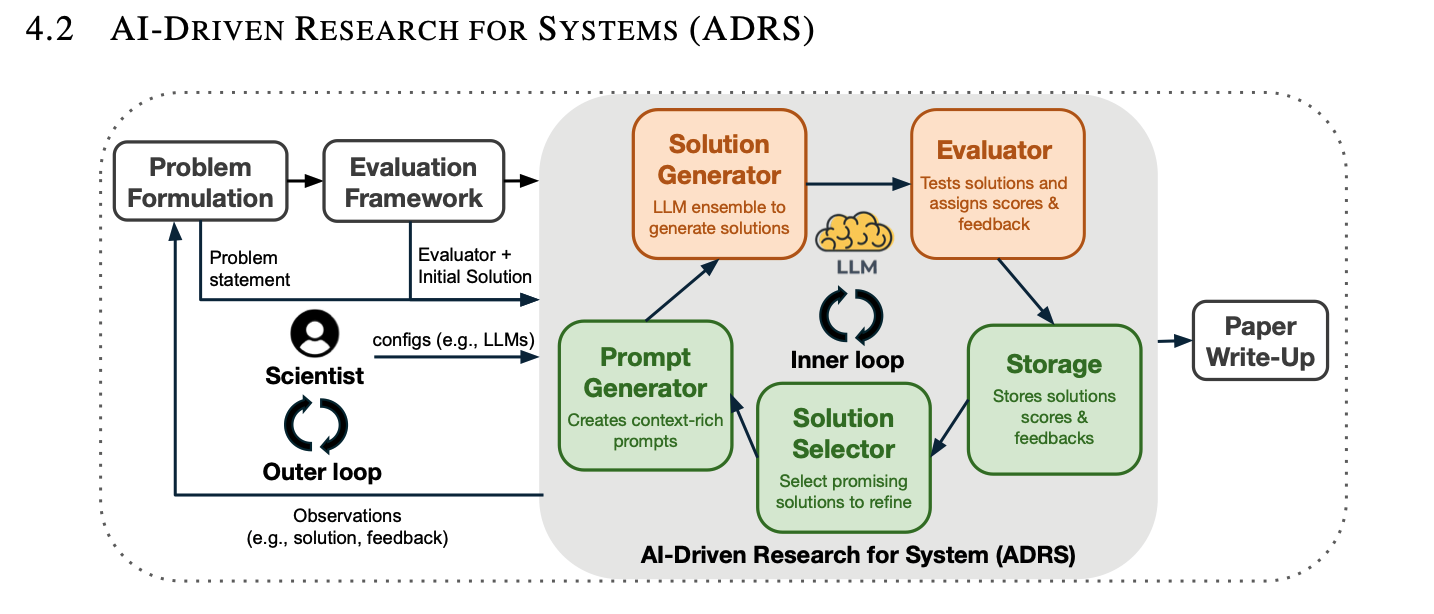 4.2 AI-DRIVEN RESEARCH FOR SYSTEMS (ADRS)
Problem
Formulation
Evaluation
Framework
Problem
statement
Evaluator +
Initial Solution
Scientist
configs (e.g., LLMs)
Outer loop
Observations
(e.g., solution, feedback)
Solution
Generator
LLM ensemble to
generate solutions
Evaluator
Tests solutions and
assigns scores &
feedback
LLM
Inner loop
Prompt
Generator
Creates context-rich
prompts
Solution
Selector
Select promising
solutions to refine
Storage
Stores solutions
scores &
feedbacks
AI-Driven Research for System (ADRS)
Paper
Write-Up